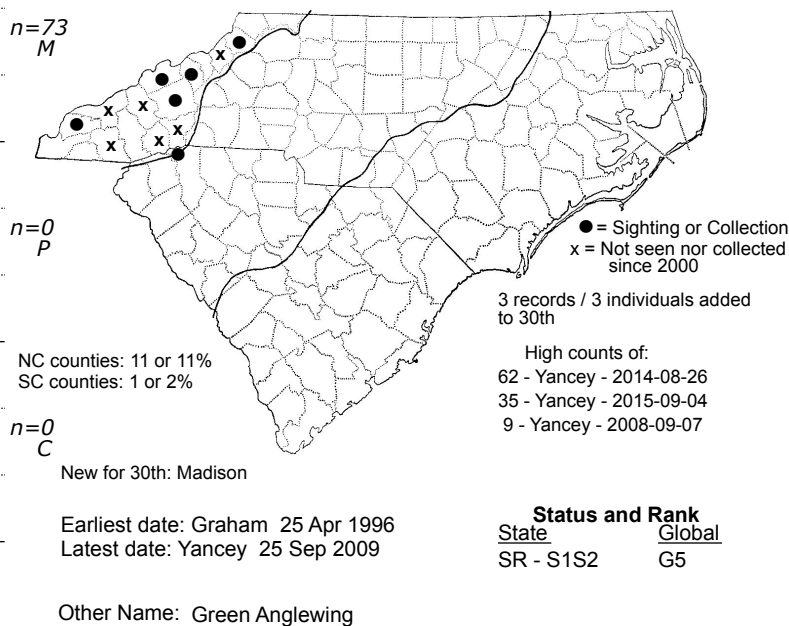 n=73
M
n=0
P
● = Sighting or Collection
x = Not seen nor collected
since 2000
3 records / 3 individuals added
to 30th
NC counties: 11 or 11%
SC counties: 1 or 2%
High counts of:
62 - Yancey - 2014-08-26
35 - Yancey - 2015-09-04
9 - Yancey - 2008-09-07
n=0
C
New for 30th: Madison
Earliest date: Graham 25 Apr 1996
Latest date: Yancey 25 Sep 2009
Status and Rank
State Global
SR - S1S2 G5
Other Name: Green Anglewing